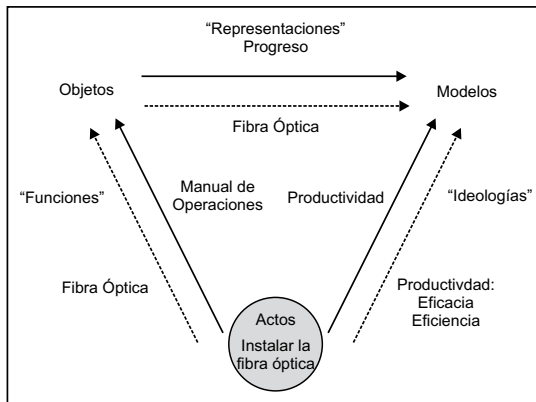 “Representaciones”
Progreso
Objetos
Modelos
Fibra Óptica
“Funciones”
Manual de
Operaciones
Productividad
“Ideologías”
Fibra Óptica
Productivdad:
Eficacia
Eficiencia
Actos
Instalar la
fibra óptica